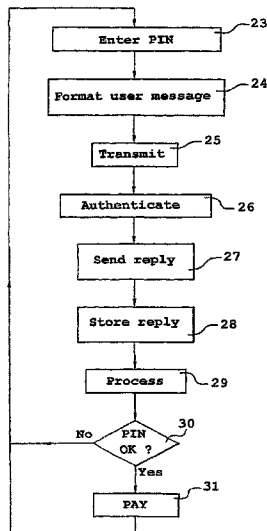 23
Enter PIN
24
Format user message
25
Transmit
26
Authenticate
Send reply
27
Store reply
28
Process
29
30
No
PIN
OK ?
Yes
31
PAY